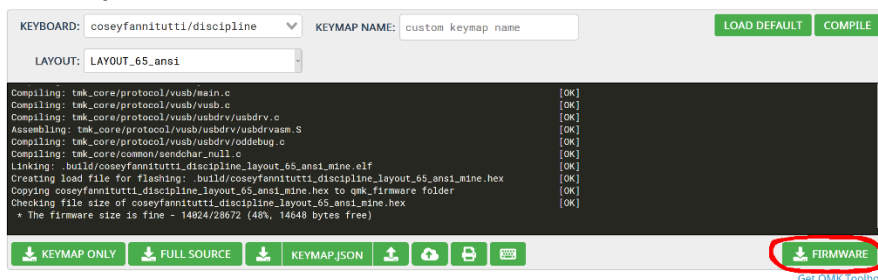 KEYBOARD: coseyfannitutti/discipline KEYMAP NAME: custom keymap name LOAD DEFAULT COMPILE
LAYOUT: LAYOUT_65_ansi
Compiling: tmk_core/protocol/vusb/main.c [OK]
Compiling: tmk_core/protocol/vusb/vusb.c [OK]
Compiling: tmk_core/protocol/vusb/usbdrv/usbdrv.c [OK]
Assembling: tmk_core/protocol/vusb/usbdrv/usbdrvasm.S [OK]
Compiling: tmk_core/protocol/vusb/usbdrv/oddebug.c [OK]
Compiling: tmk_core/common/sendchar_null.c [OK]
Linking: .build/coseyfannitutti_discipline_layout_65_ansi_mine.elf [OK]
Creating load file for flashing: .build/coseyfannitutti_discipline_layout_65_ansi_mine.hex [OK]
Copying coseyfannitutti_discipline_layout_65_ansi_mine.hex to qmk_firmware folder [OK]
Checking file size of coseyfannitutti_discipline_layout_65_ansi_mine.hex [OK]
* The firmware size is fine - 14024/28672 (48%, 14648 bytes free)
KEYMAP ONLY FULL SOURCE KEYMAP.JSON FIRMWARE
Get QMK Toolbo